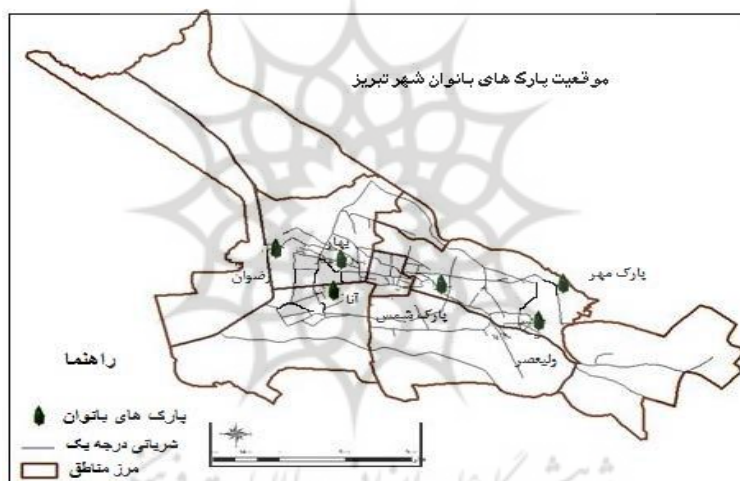 موقعیت پارک های بانوان شهر تبریز
بهار
رضوان
پارک مهر
آنا
پارک شمس
ولیعصر
راهنما
پارک های بانوان
شریانی درجه یک
مرز مناطق